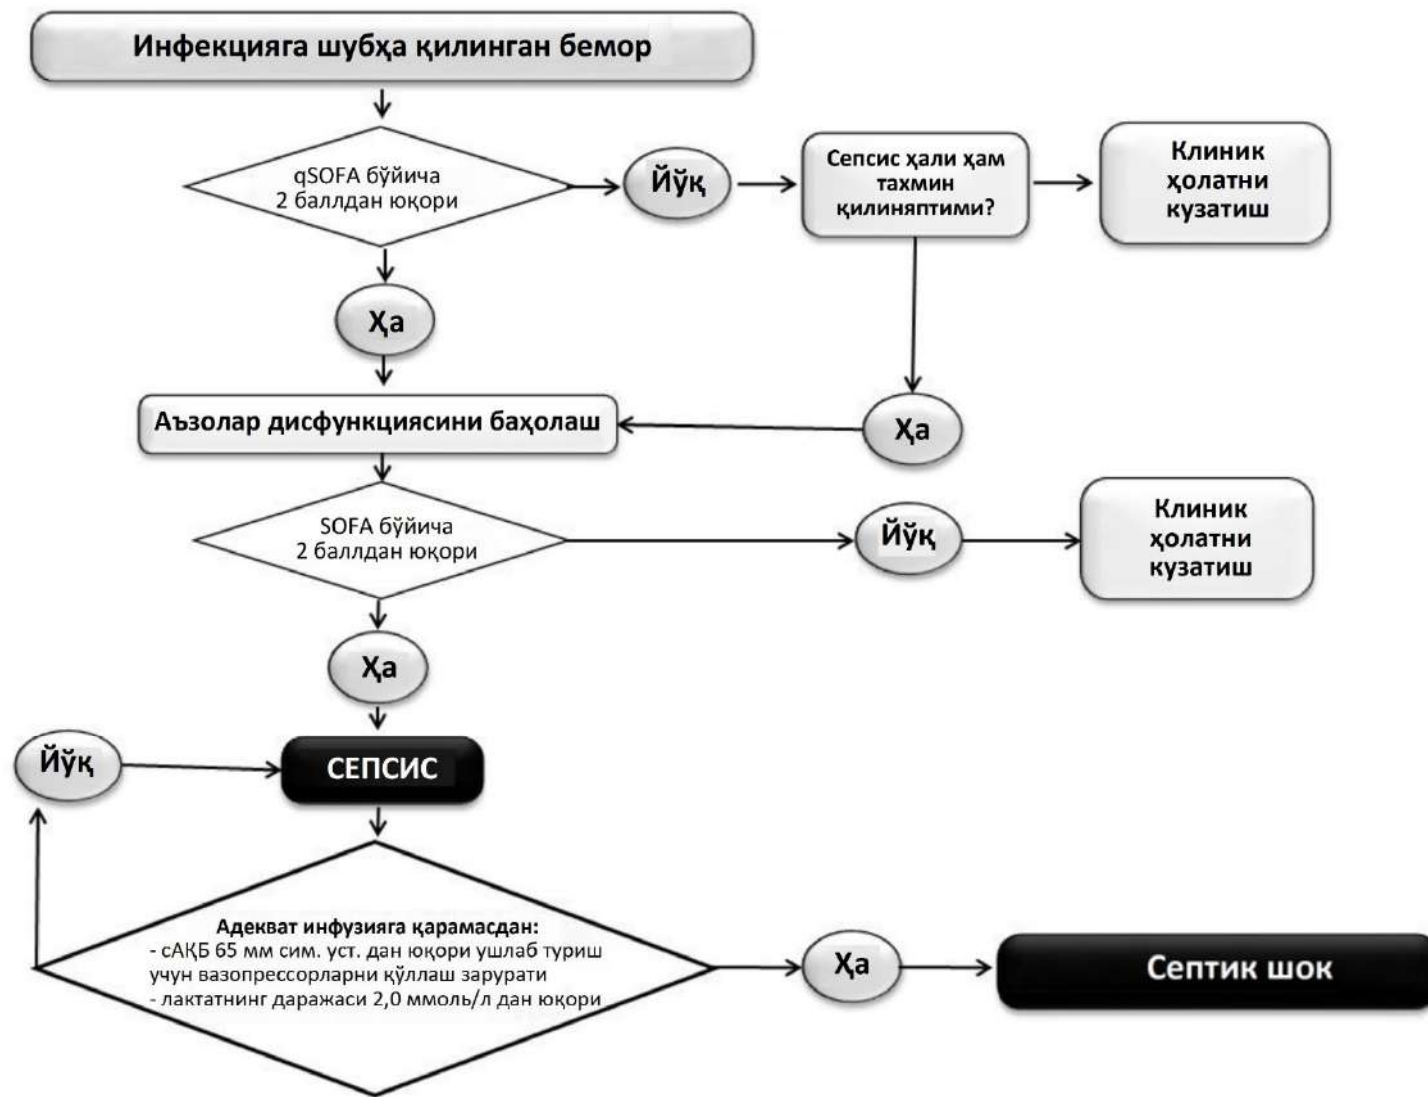 Инфекцияга шубҳа қилинган бемор
qSOFA бўйича
2 баллдан юқори
Йўқ
Сепсис ҳали ҳам
тахмин
қилиняптими?
Клиник
ҳолатни
кузатиш
Ҳа
Аъзолар дисфункциясини баҳолаш
Ҳа
SOFA бўйича
2 баллдан юқори
Йўқ
Клиник
ҳолатни
кузатиш
Ҳа
Йўқ
СЕПСИС
Адекват инфузияга қарамасдан:
- сАҚБ 65 мм сим. уст. дан юқори ушлаб туриш
учун вазопрессорларни қўллаш зарурати
- лактатнинг даражаси 2,0 ммоль/л дан юқори
Ҳа
Септик шок